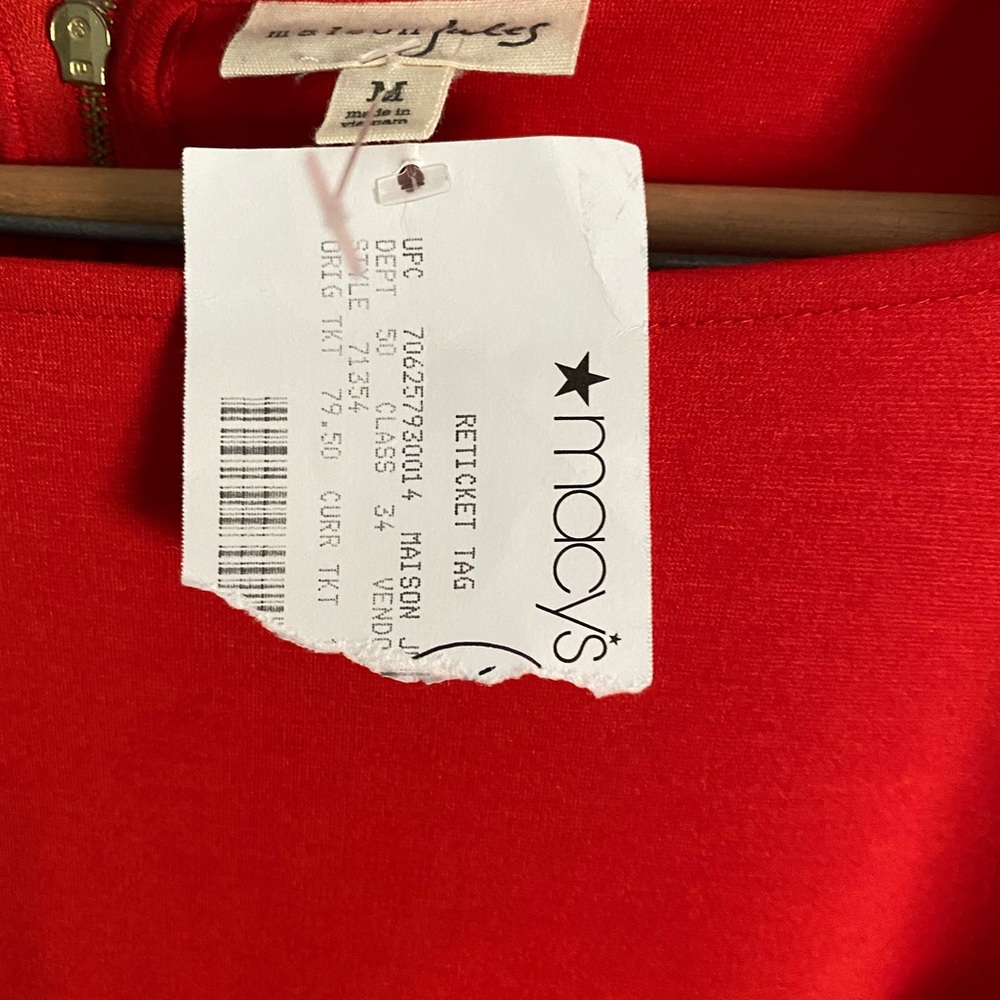 maison Jules
M
made in
vietnam
★macy's
RETICKET TAG
UPC 706257930014 MAISON J
DEPT 50 CLASS 34 VENDO
STYLE 71354
ORIG TKT 79.50 CURR TKT